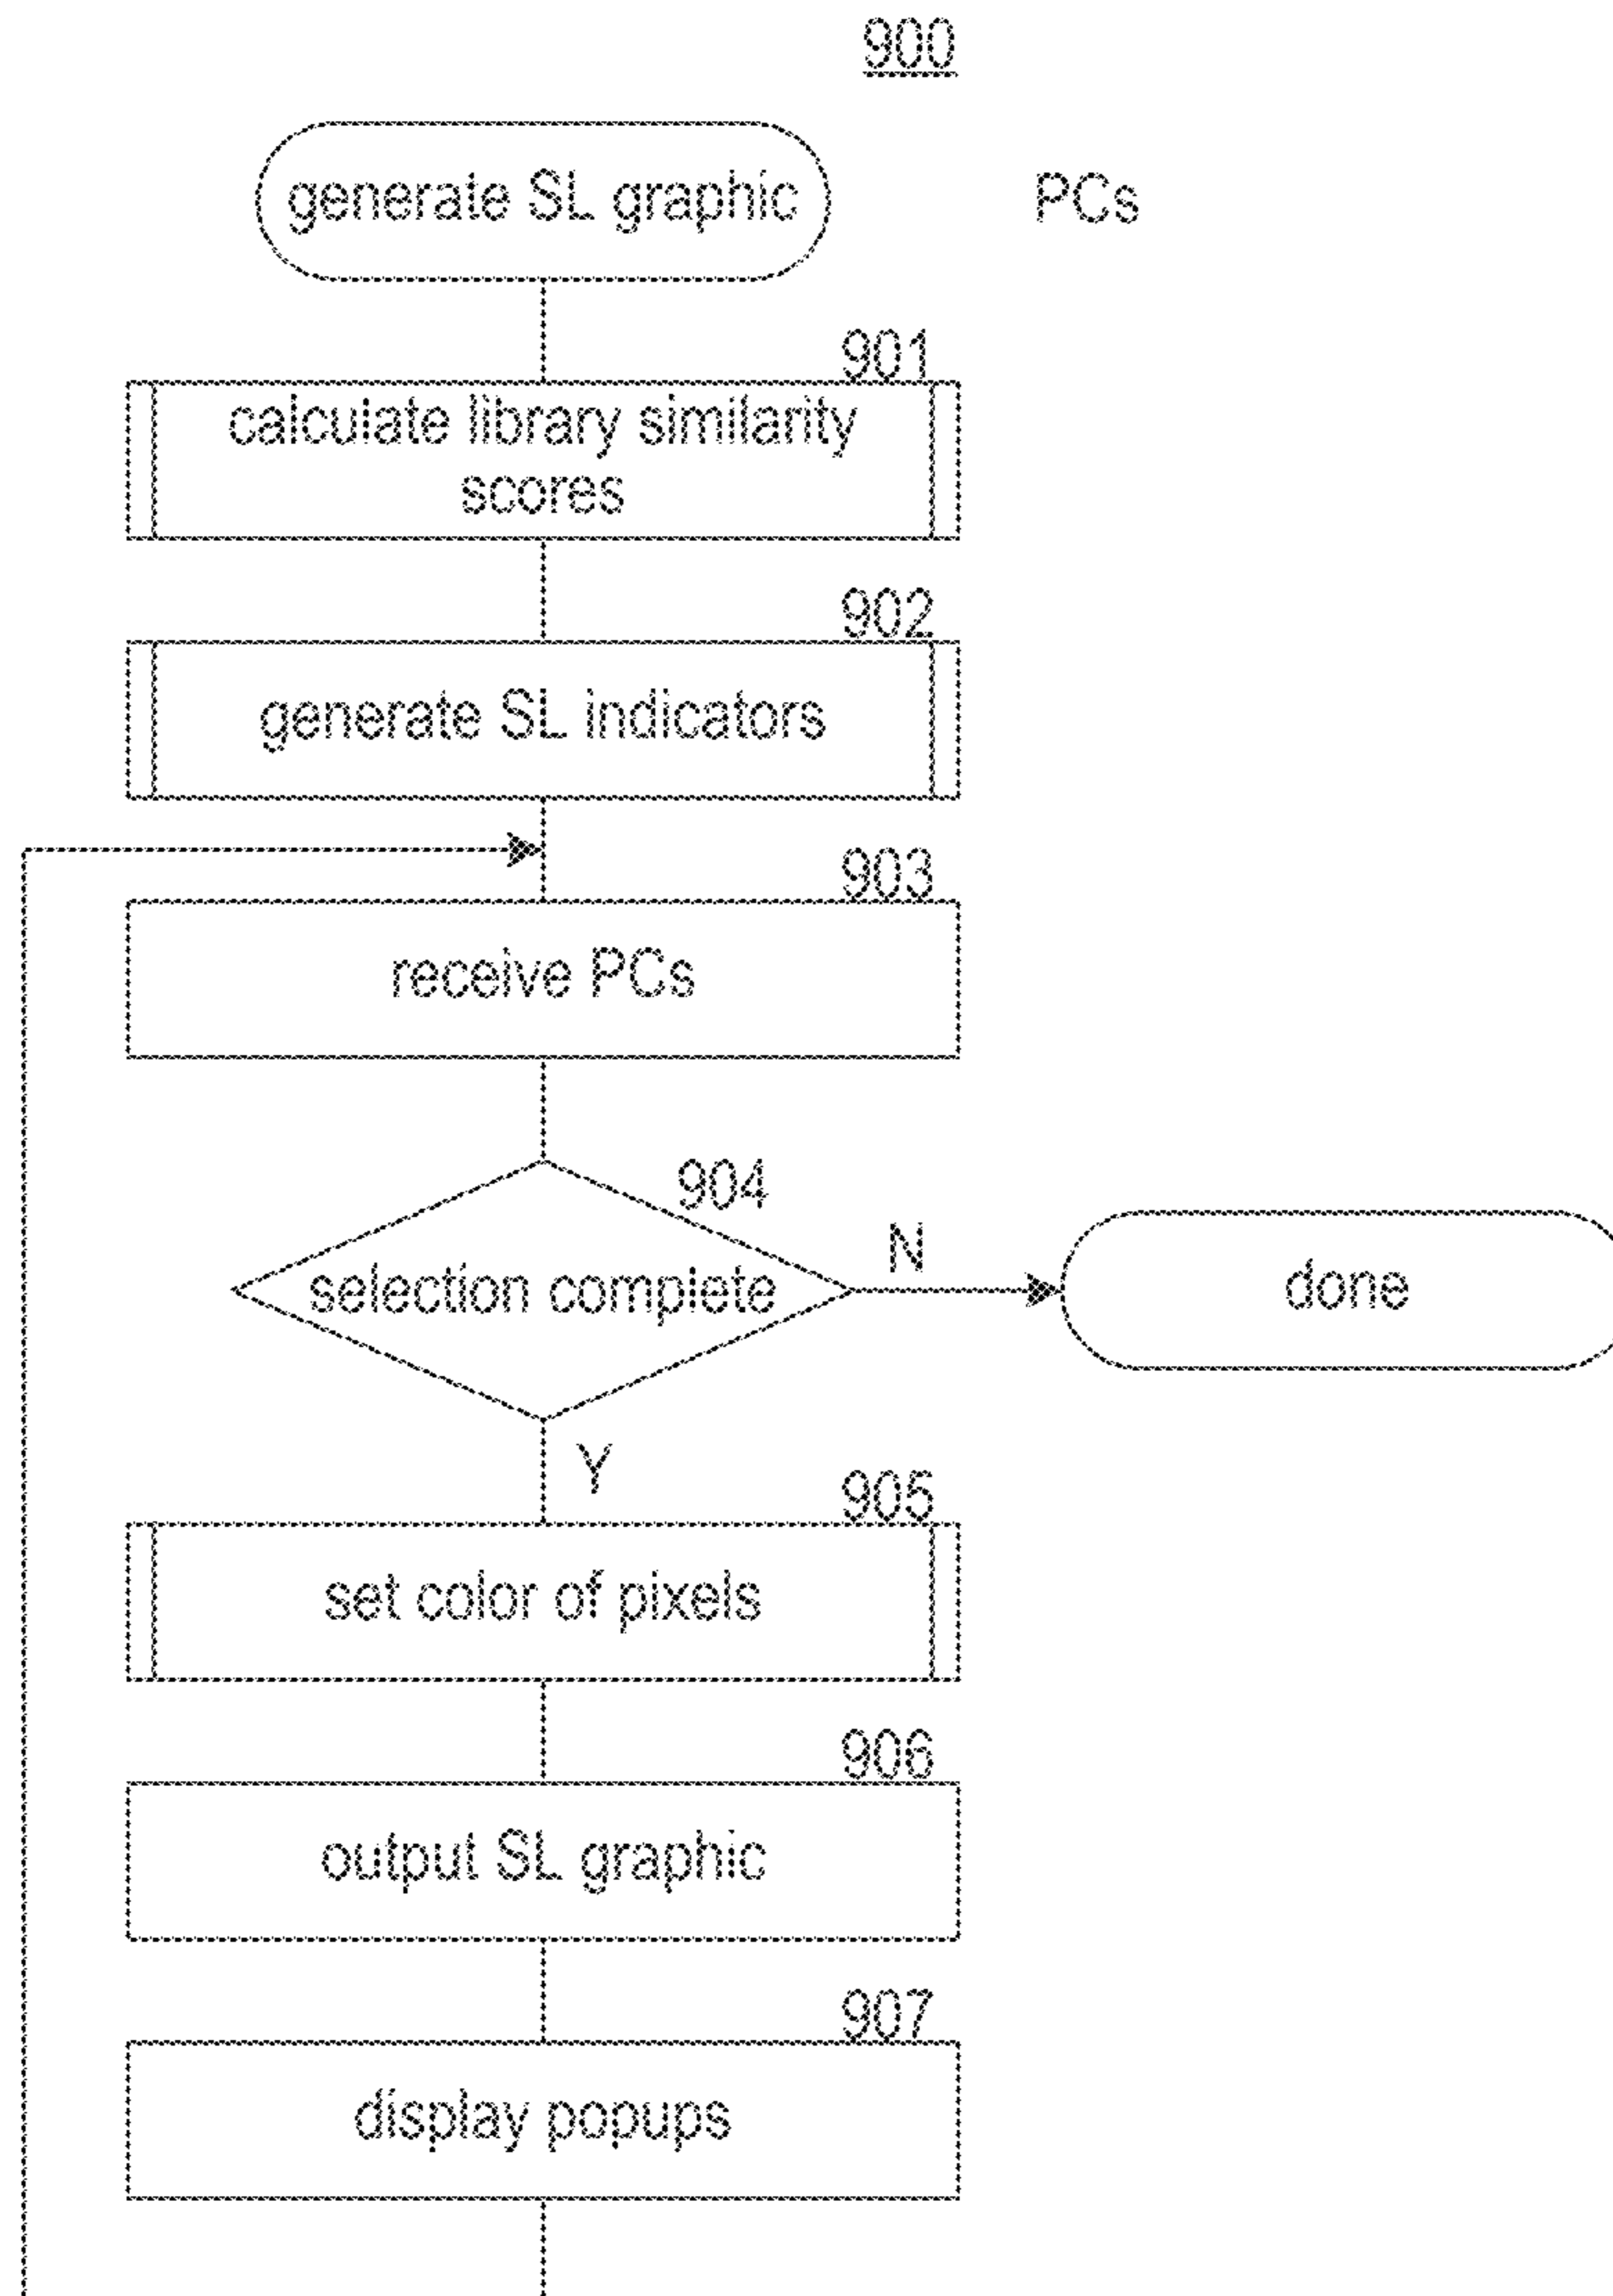 900
generate SL graphic
PCs
901
calculate library similarity
scores
902
generate SL indicators
903
receive PCs
904
selection complete
N
done
Y
905
set color of pixels
906
output SL graphic
907
display popups